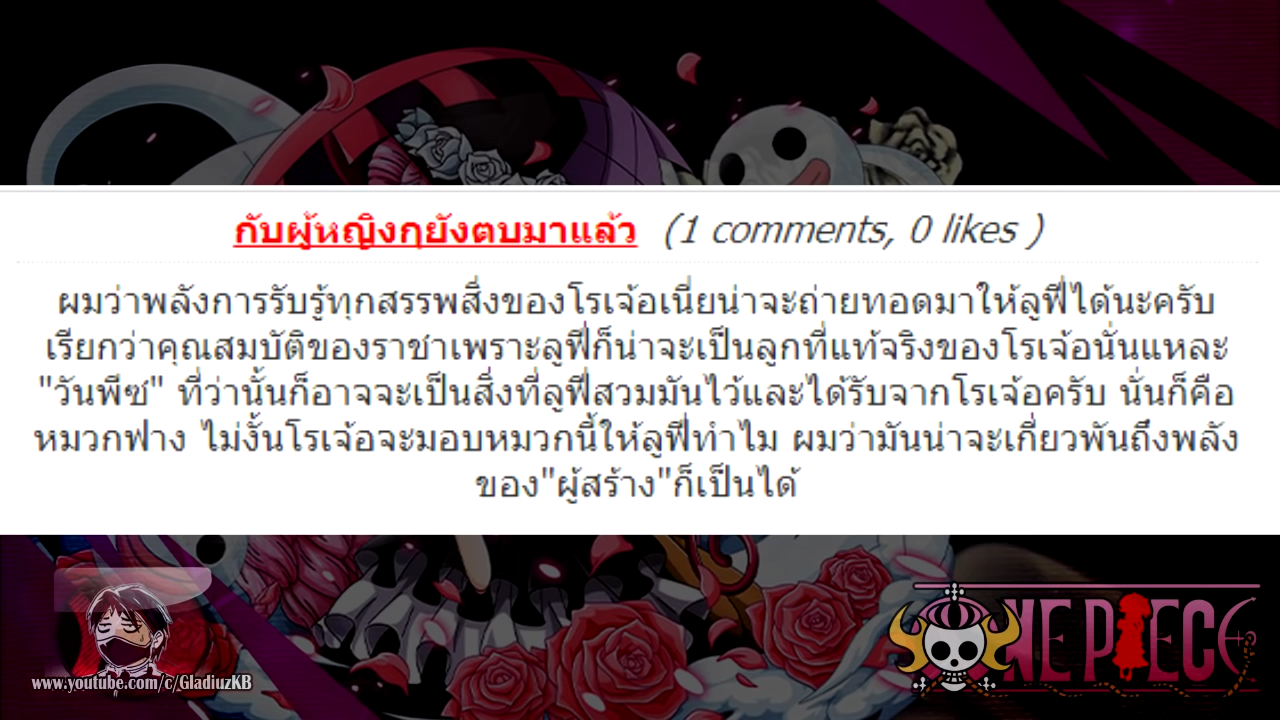 กับผู้หญิงกูยังตบมาแล้ว (1 comments, 0 likes )
ผมว่าพลังการรับรู้ทุกสรรพสิ่งของโรเจ้อเนี่ยน่าจะถ่ายทอดมาให้ลูฟี่ได้นะครับ
เรียกว่าคุณสมบัติของราชาเพราะลูฟี่ก็น่าจะเป็นลูกที่แท้จริงของโรเจ้อนั่นแหละ
"วันพีซ" ที่ว่านั้นก็อาจจะเป็นสิ่งที่ลูฟี่สวมมันไว้และได้รับจากโรเจ้อครับ นั่นก็คือ
หมวกฟาง ไม่งั้นโรเจ้อจะมอบหมวกนี้ให้ลูฟี่ทำไม ผมว่ามันน่าจะเกี่ยวพันถึงพลัง
ของ"ผู้สร้าง"ก็เป็นได้
www.youtube.com/c/GladiuzKB
ONE PIECE